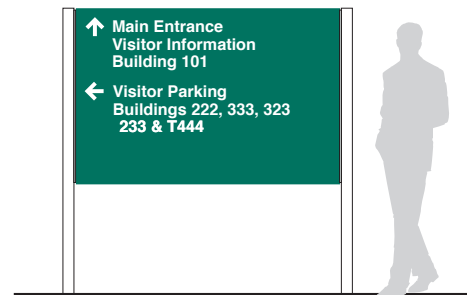 Main Entrance
Visitor Information
Building 101
Visitor Parking
Buildings 222, 333, 323
233 & T444